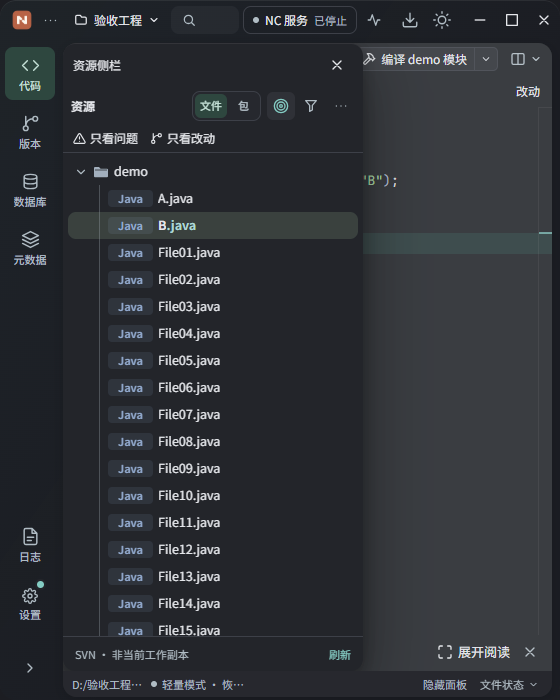 N ··· 验收工程 NC 服务 已停止
代码
版本
数据库
元数据
日志
设置
资源侧栏
资源 文件 包 ···
只看问题 只看改动
demo
Java A.java
Java B.java
Java File01.java
Java File02.java
Java File03.java
Java File04.java
Java File05.java
Java File06.java
Java File07.java
Java File08.java
Java File09.java
Java File10.java
Java File11.java
Java File12.java
Java File13.java
Java File14.java
Java File15.java
SVN · 非当前工作副本 刷新
编译 demo 模块
改动
"B");
展开阅读
D:/验收工程··· 轻量模式 · 恢··· 隐藏面板 文件状态